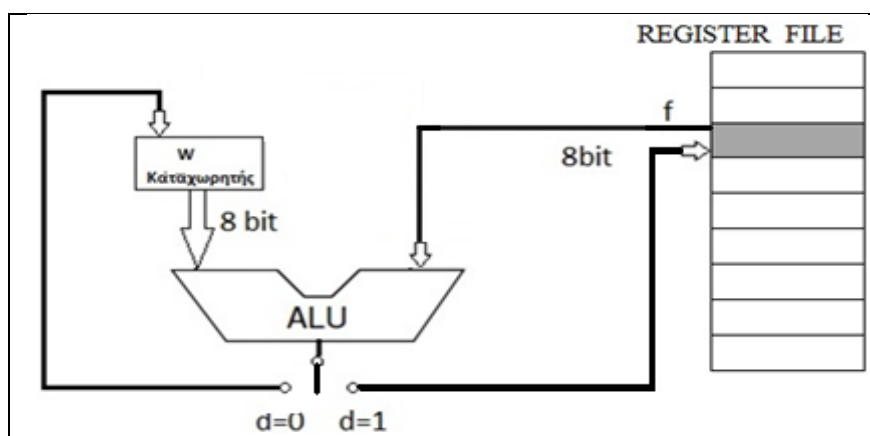 REGISTER FILE
f
W
Καταχωρητής
8bit
8 bit
ALU
d=0 d=1